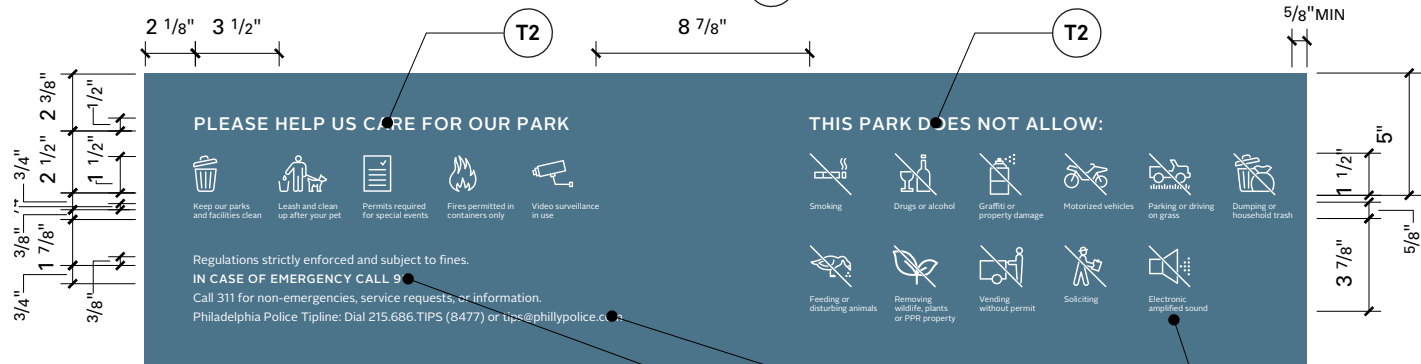 2 1/8" 3 1/2" T2 8 7/8" T2 5/8"MIN
2 3/8"
1/2"
2 1/2"
1 1/2"
3/4"
3/8"
1 7/8"
3/4"
3/8"
PLEASE HELP US CARE FOR OUR PARK
Keep our parks
and facilities clean
Leash and clean
up after your pet
Permits required
for special events
Fires permitted in
containers only
Video surveillance
in use
Regulations strictly enforced and subject to fines.
IN CASE OF EMERGENCY CALL 9
Call 311 for non-emergencies, service requests, or information.
Philadelphia Police Tipline: Dial 215.686.TIPS (8477) or tips@phillypolice.com
THIS PARK DOES NOT ALLOW:
Smoking
Drugs or alcohol
Graffiti or
property damage
Motorized vehicles
Parking or driving
on grass
Dumping or
household trash
Feeding or
disturbing animals
Removing
wildlife, plants
or PPR property
Vending
without permit
Soliciting
Electronic
amplified sound
5"
1 1/2"
5/8"
3 7/8"